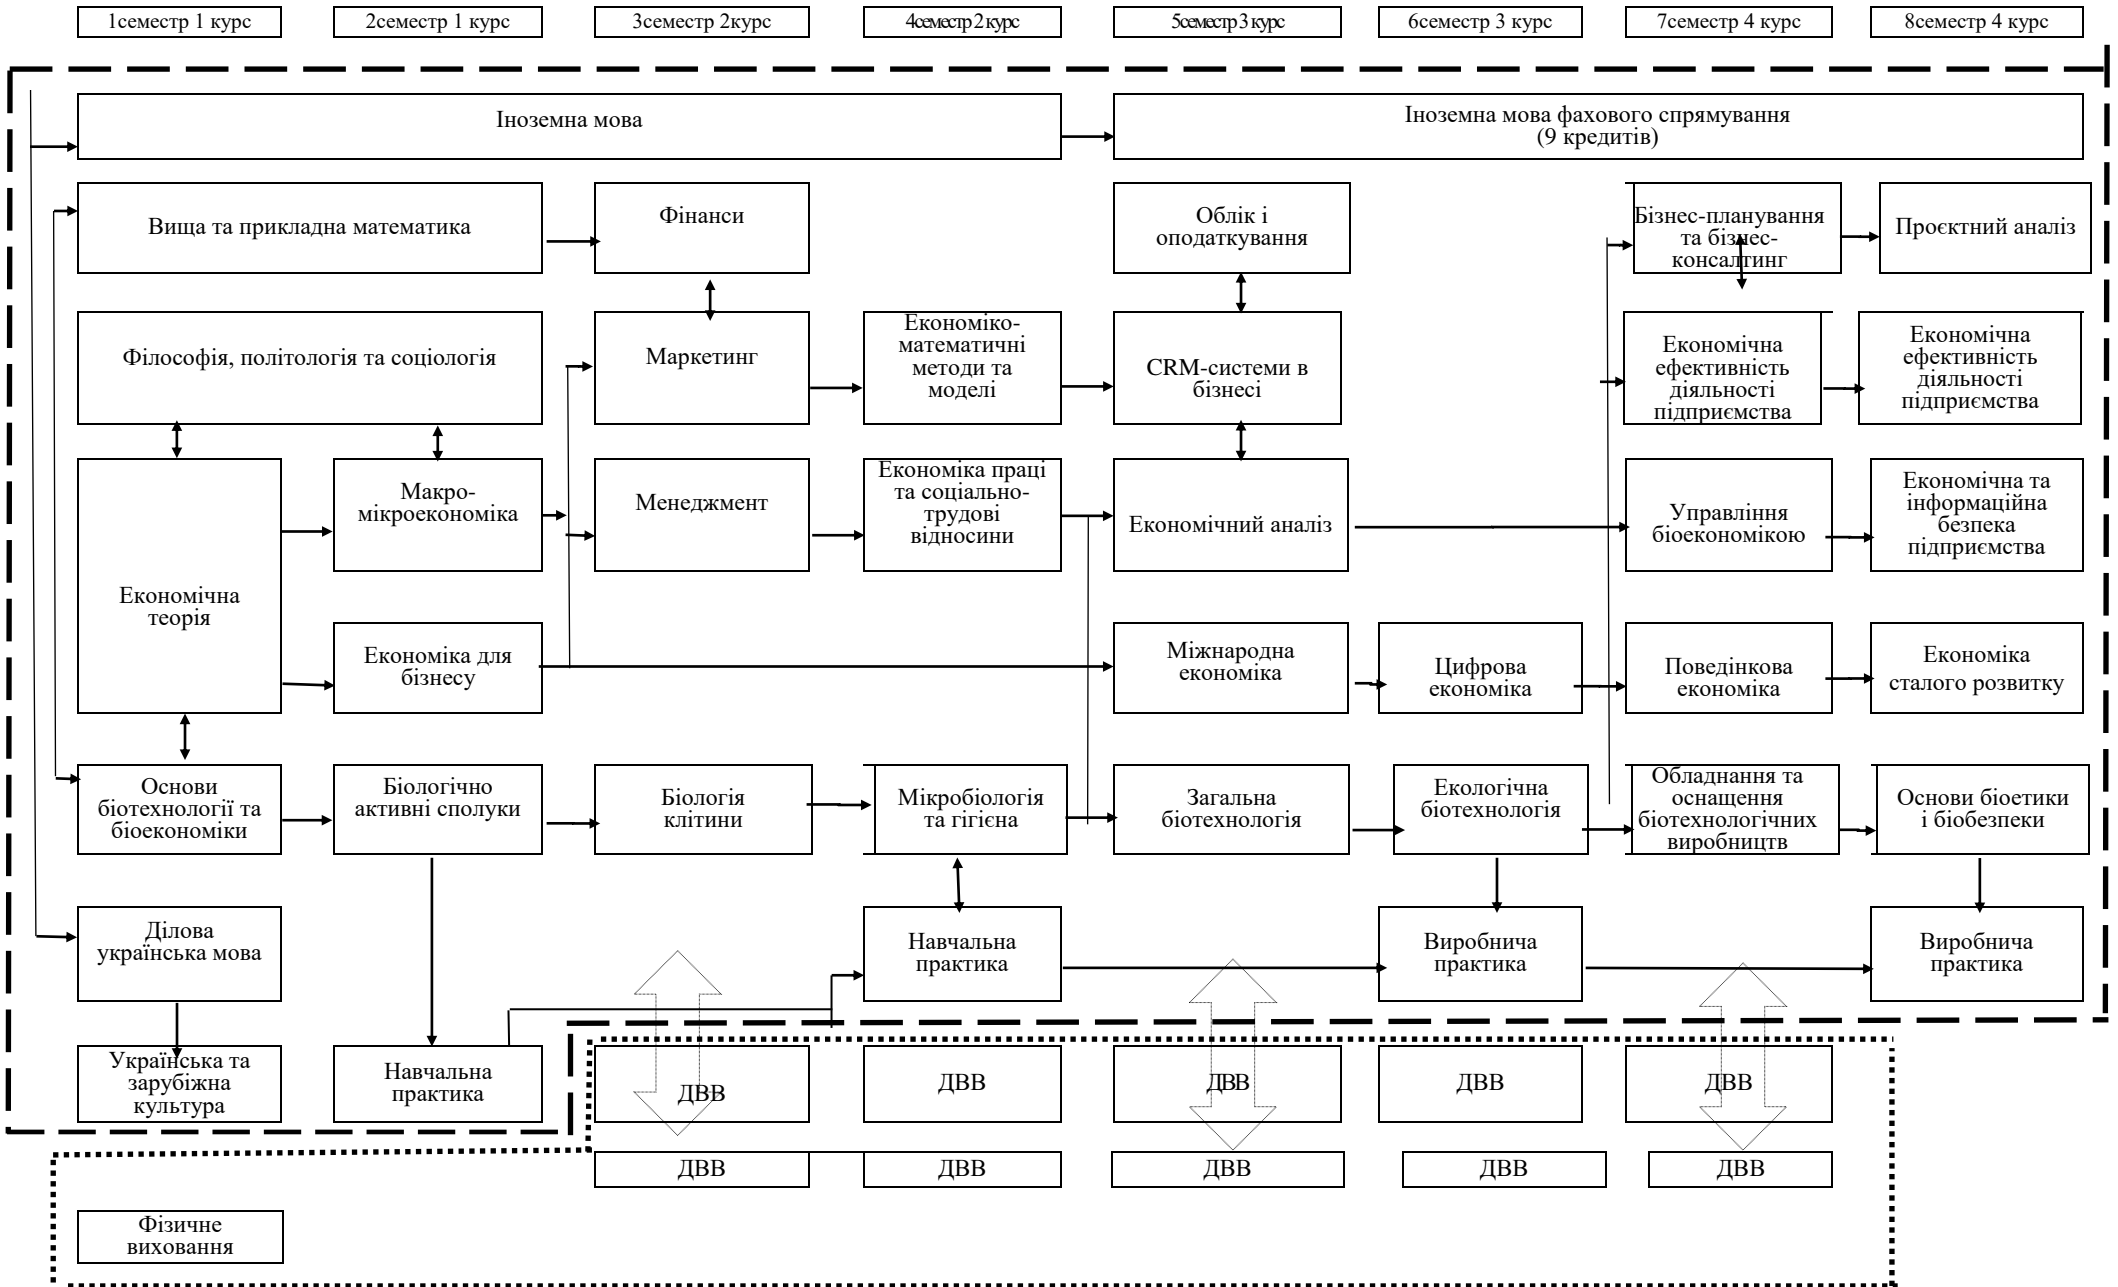 1семестр 1 курс
2семестр 1 курс
3семестр 2курс
4семестр 2 курс
5семестр 3 курс
6семестр 3 курс
7семестр 4 курс
8семестр 4 курс
Іноземна мова
Іноземна мова фахового спрямування
(9 кредитів)
Вища та прикладна математика
Фінанси
Облік і
оподаткування
Бізнес-планування
та бізнес-
консалтинг
Проєктний аналіз
Філософія, політологія та соціологія
Маркетинг
Економіко-
математичні
методи та
моделі
CRM-системи в
бізнесі
Економічна
ефективність
діяльності
підприємства
Економічна
ефективність
діяльності
підприємства
Економічна
теорія
Макро-
мікроекономіка
Менеджмент
Економіка праці
та соціально-
трудові
відносини
Економічний аналіз
Управління
біоекономікою
Економічна та
інформаційна
безпека
підприємства
Економіка для
бізнесу
Міжнародна
економіка
Цифрова
економіка
Поведінкова
економіка
Економіка
сталого розвитку
Основи
біотехнології та
біоекономіки
Біологічно
активні сполуки
Біологія
клітини
Мікробіологія
та гігієна
Загальна
біотехнологія
Екологічна
біотехнологія
Обладнання та
оснащення
біотехнологічних
виробництв
Основи біоетики
і біобезпеки
Ділова
українська мова
Навчальна
практика
Виробнича
практика
Виробнича
практика
Українська та
зарубіжна
культура
Навчальна
практика
ДВВ
ДВВ
ДВВ
ДВВ
ДВВ
ДВВ
ДВВ
ДВВ
ДВВ
ДВВ
Фізичне
виховання